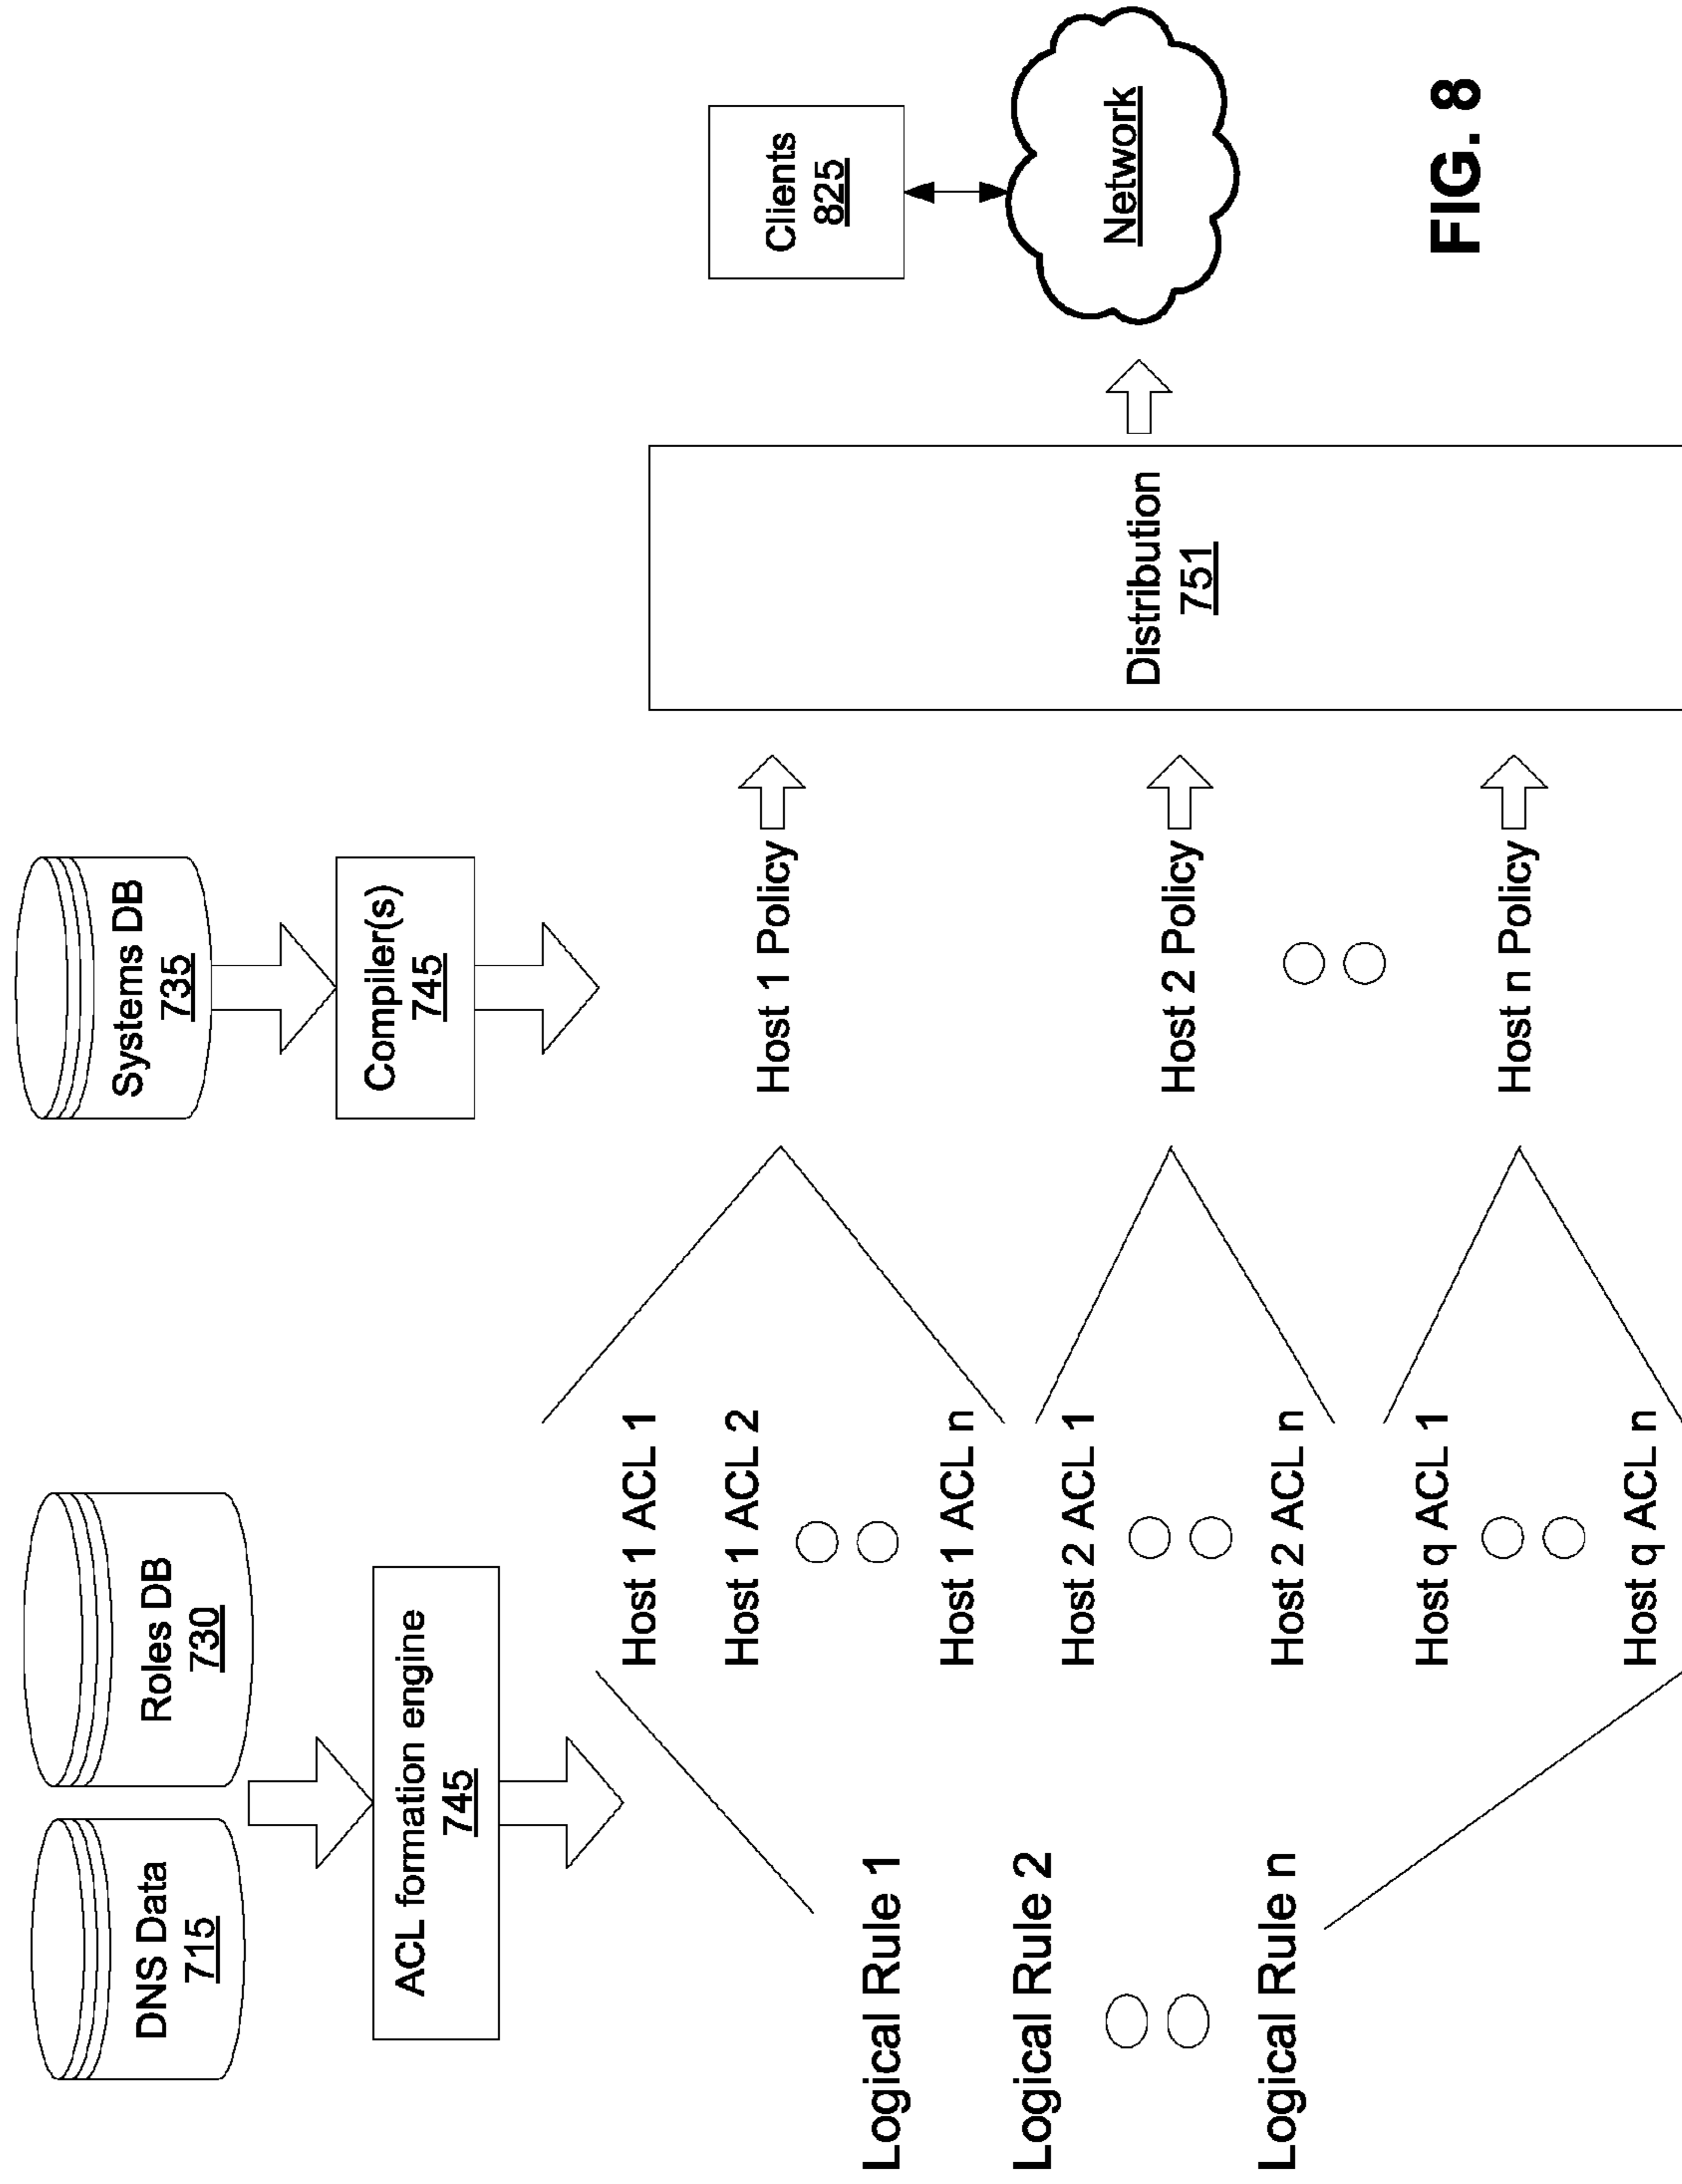 DNS Data
715
Roles DB
730
Systems DB
735
ACL formation engine
745
Compiler(s)
745
Logical Rule 1
Logical Rule 2
Logical Rule n
Host 1 ACL 1
Host 1 ACL 2
Host 1 ACL n
Host 2 ACL 1
Host 2 ACL n
Host q ACL 1
Host q ACL n
Host 1 Policy
Host 2 Policy
Host n Policy
Distribution
751
Clients
825
Network
FIG. 8